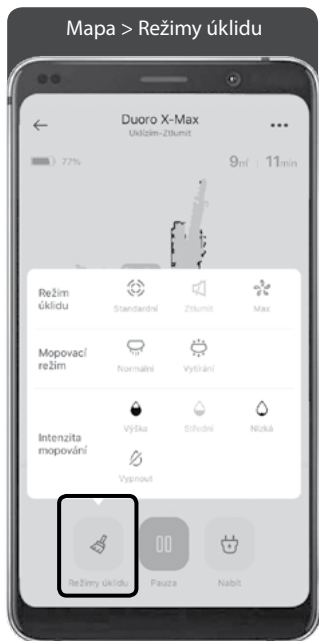 Mapa > Režimy úklidu
Duoro X-Max
Uklízím-Ztlumit
77%
9m² 11min
Režim
úklidu
Standardní Ztlumit Max
Mopovací
režim
Normální Vytírání
Výška Střední Nízká
Intenzita
mopování
Vypnout
Režimy úklidu Pauza Nabít